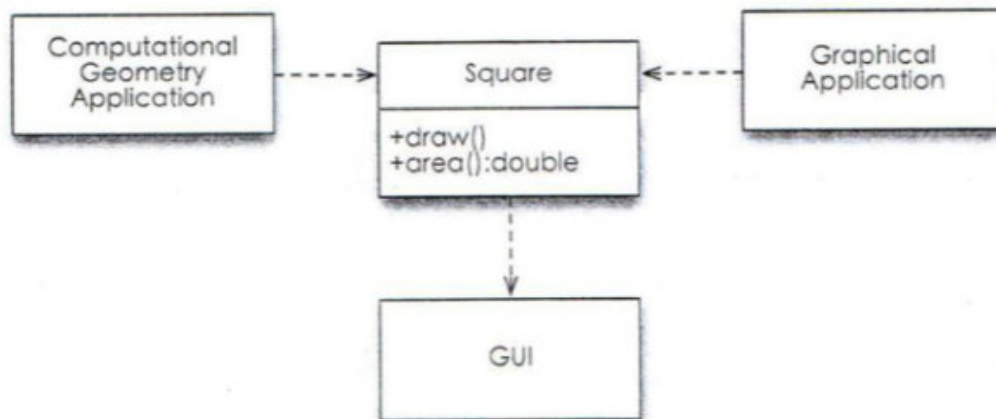 Computational
Geometry
Application
Square
+draw()
+area():double
Graphical
Application
GUI